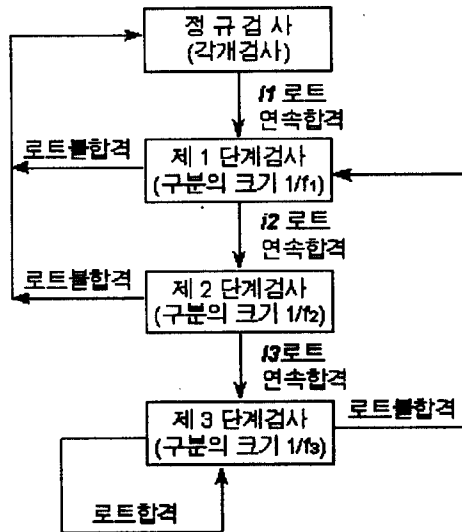 정 규 검 사
(각개검사)
i1 로트
연속합격
로트불합격
제 1 단계검사
(구분의 크기 1/f1)
i2 로트
연속합격
로트불합격
제 2 단계검사
(구분의 크기 1/f2)
i3로트
연속합격
제 3 단계검사
(구분의 크기 1/f3)
로트불합격
로트합격